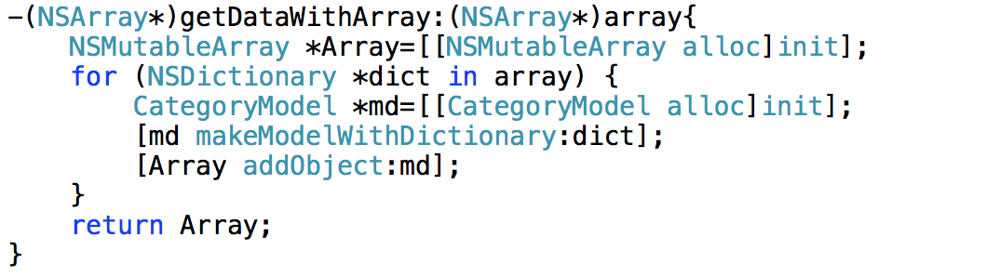 -(NSArray*)getDataWithArray:(NSArray*)array{
    NSMutableArray *Array=[[NSMutableArray alloc]init];
    for (NSDictionary *dict in array) {
        CategoryModel *md=[[CategoryModel alloc]init];
        [md makeModelWithDictionary:dict];
        [Array addObject:md];
    }
    return Array;
}